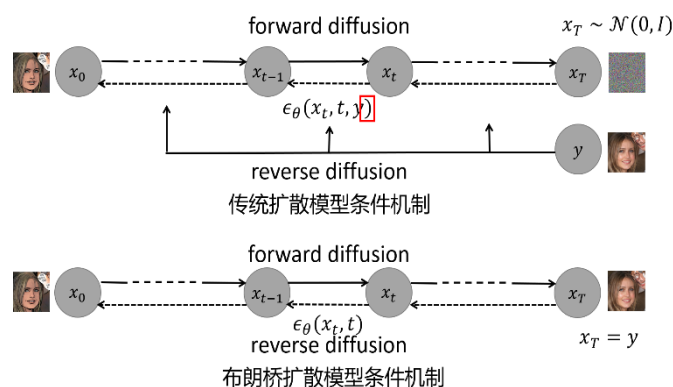 forward diffusion
x_T ~ 𝒩(0, I)
x_0 x_{t-1} x_t x_T
ϵ_θ(x_t, t, y)
y
reverse diffusion
传统扩散模型条件机制
forward diffusion
x_0 x_{t-1} x_t x_T
ϵ_θ(x_t, t)
x_T = y
reverse diffusion
布朗桥扩散模型条件机制